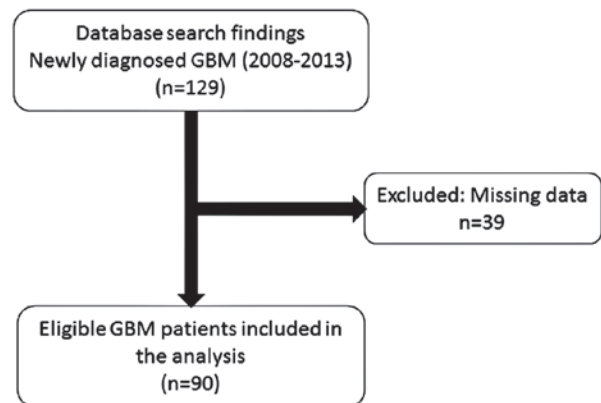 Database search findings
Newly diagnosed GBM (2008-2013)
(n=129)
Excluded: Missing data
n=39
Eligible GBM patients included in
the analysis
(n=90)